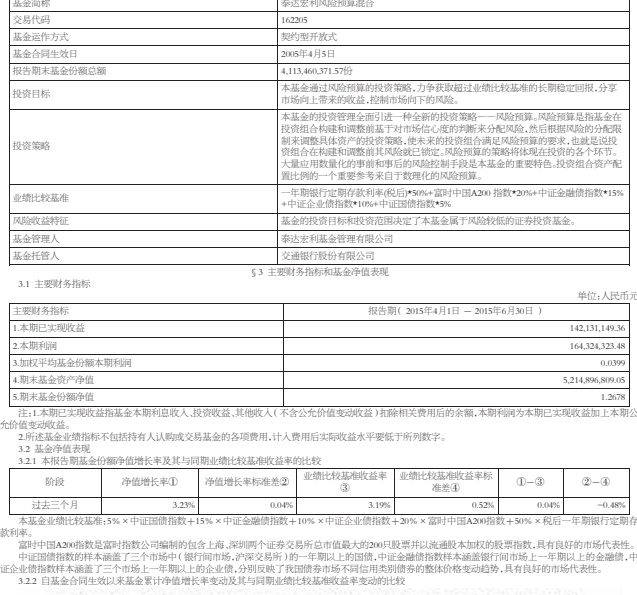 基金简称 泰达宏利风险预算混合
交易代码 162205
基金运作方式 契约型开放式
基金合同生效日 2005年4月5日
报告期末基金份额总额 4,113,460,371.57份
投资目标 本基金通过风险预算的投资策略,力争获取超过业绩比较基准的长期稳定回报,分享
市场向上带来的收益,控制市场向下的风险。
投资策略 本基金的投资管理全面引进一种全新的投资策略——风险预算。风险预算是指基金在
投资组合构建和调整前基于对市场信心度的判断来分配风险,然后根据风险的分配限
制来调整具体资产的投资策略,使未来的投资组合满足风险预算的要求,也就是说投
资组合在构建和调整前其风险就已锁定。风险预算的策略将体现在投资的各个环节。
大量应用数量化的事前和事后的风险控制手段是本基金的重要特色。投资组合资产配
置比例的一个重要参考来自于数理化的风险预算。
业绩比较基准 一年期银行定期存款利率(税后)*50%+富时中国A200 指数*20%+中证金融债指数*15%
+中证企业债指数*10%+中证国债指数*5%
风险收益特征 基金的投资目标和投资范围决定了本基金属于风险较低的证券投资基金。
基金管理人 泰达宏利基金管理有限公司
基金托管人 交通银行股份有限公司
§3 主要财务指标和基金净值表现
3.1 主要财务指标
单位:人民币元
主要财务指标 报告期( 2015年4月1日 — 2015年6月30日 )
1.本期已实现收益 142,131,149.36
2.本期利润 164,324,323.48
3.加权平均基金份额本期利润 0.0399
4.期末基金资产净值 5,214,896,809.05
5.期末基金份额净值 1.2678
注:1.本期已实现收益指基金本期利息收入、投资收益、其他收入(不含公允价值变动收益)扣除相关费用后的余额,本期利润为本期已实现收益加上本期公
允价值变动收益。
2.所述基金业绩指标不包括持有人认购或交易基金的各项费用,计入费用后实际收益水平要低于所列数字。
3.2 基金净值表现
3.2.1 本报告期基金份额净值增长率及其与同期业绩比较基准收益率的比较
阶段 净值增长率① 净值增长率标准差② 业绩比较基准收益率③ 业绩比较基准收益率标准差④ ①-③ ②-④
过去三个月 3.23% 0.04% 3.19% 0.52% 0.04% -0.48%
本基金业绩比较基准:5%×中证国债指数+15%×中证金融债指数+10%×中证企业债指数+20%×富时中国A200指数+50%×税后一年期银行定期存
款利率。
富时中国A200指数是富时指数公司编制的包含上海、深圳两个证券交易所总市值最大的200只股票并以流通股本加权的股票指数,具有良好的市场代表性。
中证国债指数的样本涵盖了三个市场中(银行间市场,沪深交易所)的一年期以上的国债,中证金融债指数样本涵盖银行间市场上一年期以上的金融债,中
证企业债指数样本涵盖了三个市场上一年期以上的企业债,分别反映了我国债券市场不同信用类别债券的整体价格变动趋势,具有良好的市场代表性。
3.2.2 自基金合同生效以来基金累计净值增长率变动及其与同期业绩比较基准收益率变动的比较